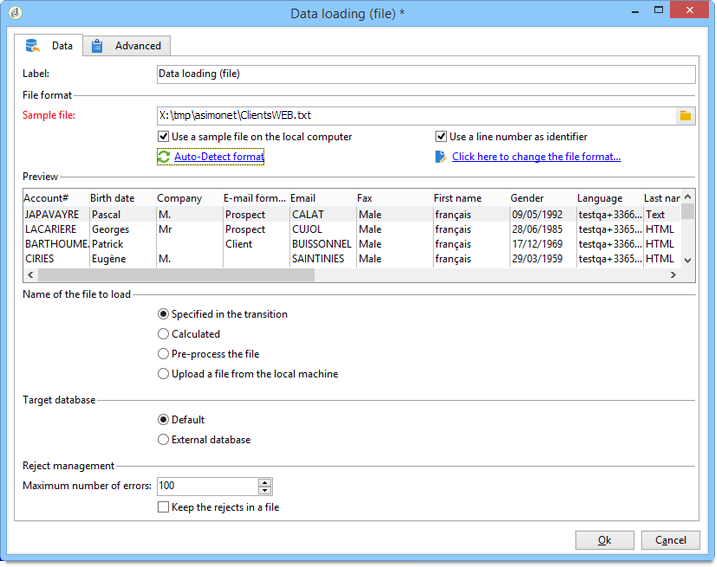 Data loading (file) *
Data Advanced
Label: Data loading (file)
File format
Sample file: X:\tmp\asimonet\ClientsWEB.txt
Use a sample file on the local computer Use a line number as identifier
Auto-Detect format Click here to change the file format...
Preview
Account# Birth date Company E-mail form... Email Fax First name Gender Language Last nar
JAPAVAYRE Pascal M. Prospect CALAT Male français 09/05/1992 testqa+3366... Text
LACARIERE Georges Mr Prospect CUJOL Male français 28/06/1985 testqa+3365... HTML
BARTHOUME. Patrick Client BUISSONNEL Male français 17/12/1969 testqa+3366... HTML
CIRIES Eugène M. SAINTINIES Male français 29/03/1959 testqa+3365... HTML
Name of the file to load
Specified in the transition
Calculated
Pre-process the file
Upload a file from the local machine
Target database
Default
External database
Reject management
Maximum number of errors: 100
Keep the rejects in a file
Ok Cancel